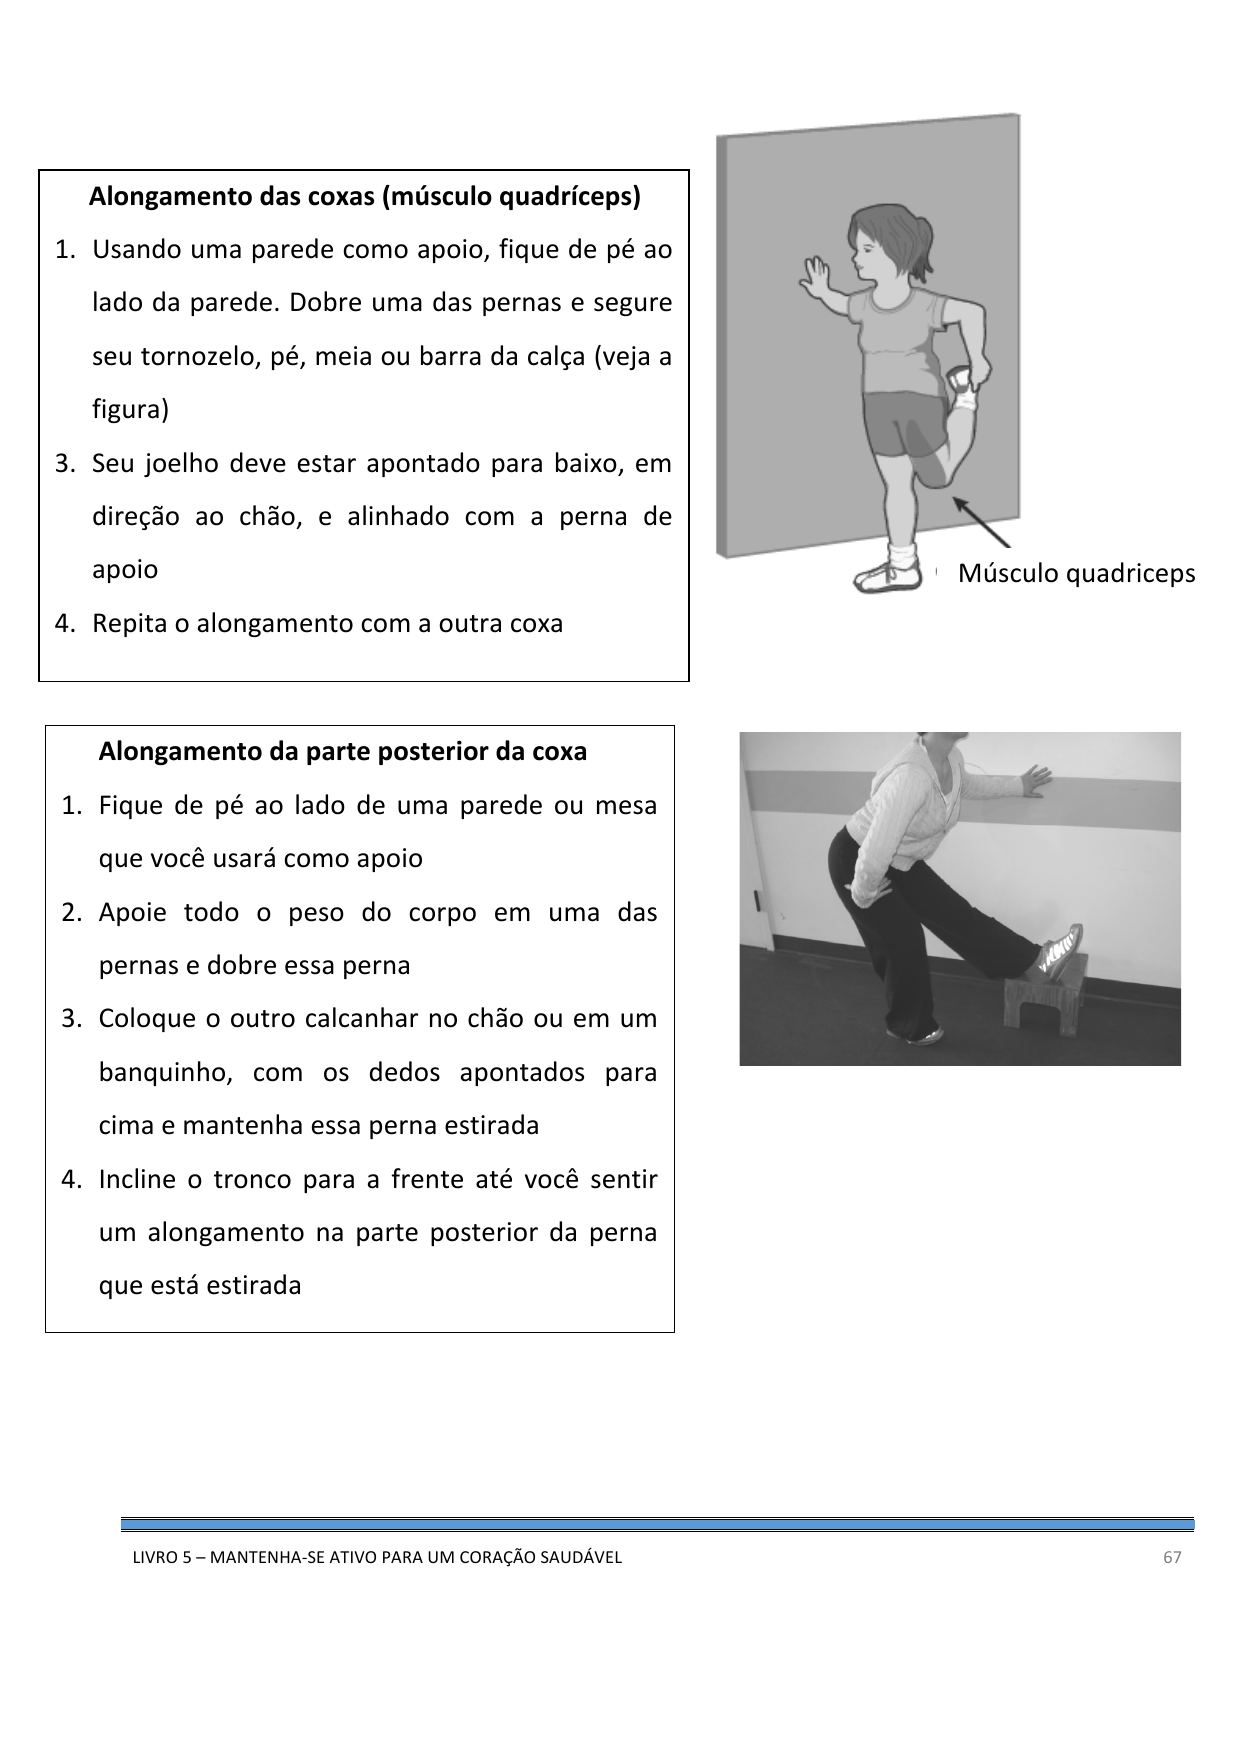 Alongamento das coxas (músculo quadríceps)
1. Usando uma parede como apoio, fique de pé ao
lado da parede. Dobre uma das pernas e segure
seu tornozelo, pé, meia ou barra da calça (veja a
figura)
3. Seu joelho deve estar apontado para baixo, em
direção ao chão, e alinhado com a perna de
apoio
4. Repita o alongamento com a outra coxa
Músculo quadriceps
Alongamento da parte posterior da coxa
1. Fique de pé ao lado de uma parede ou mesa
que você usará como apoio
2. Apoie todo o peso do corpo em uma das
pernas e dobre essa perna
3. Coloque o outro calcanhar no chão ou em um
banquinho, com os dedos apontados para
cima e mantenha essa perna estirada
4. Incline o tronco para a frente até você sentir
um alongamento na parte posterior da perna
que está estirada
LIVRO 5 – MANTENHA-SE ATIVO PARA UM CORAÇÃO SAUDÁVEL
67